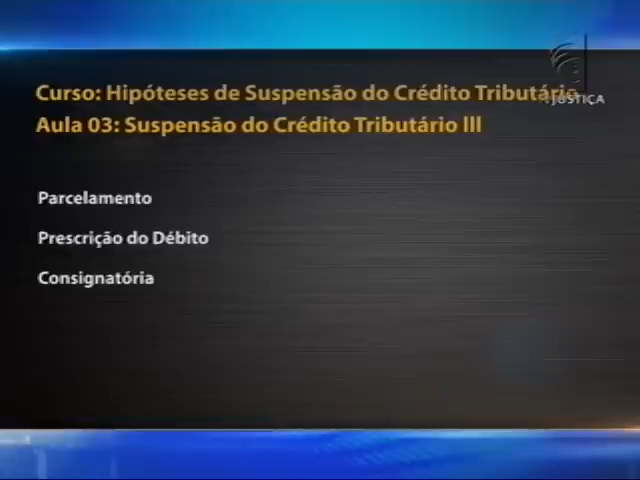 Curso: Hipóteses de Suspensão do Crédito Tributário
JUSTIÇA
Aula 03: Suspensão do Crédito Tributário III
Parcelamento
Prescrição do Débito
Consignatória